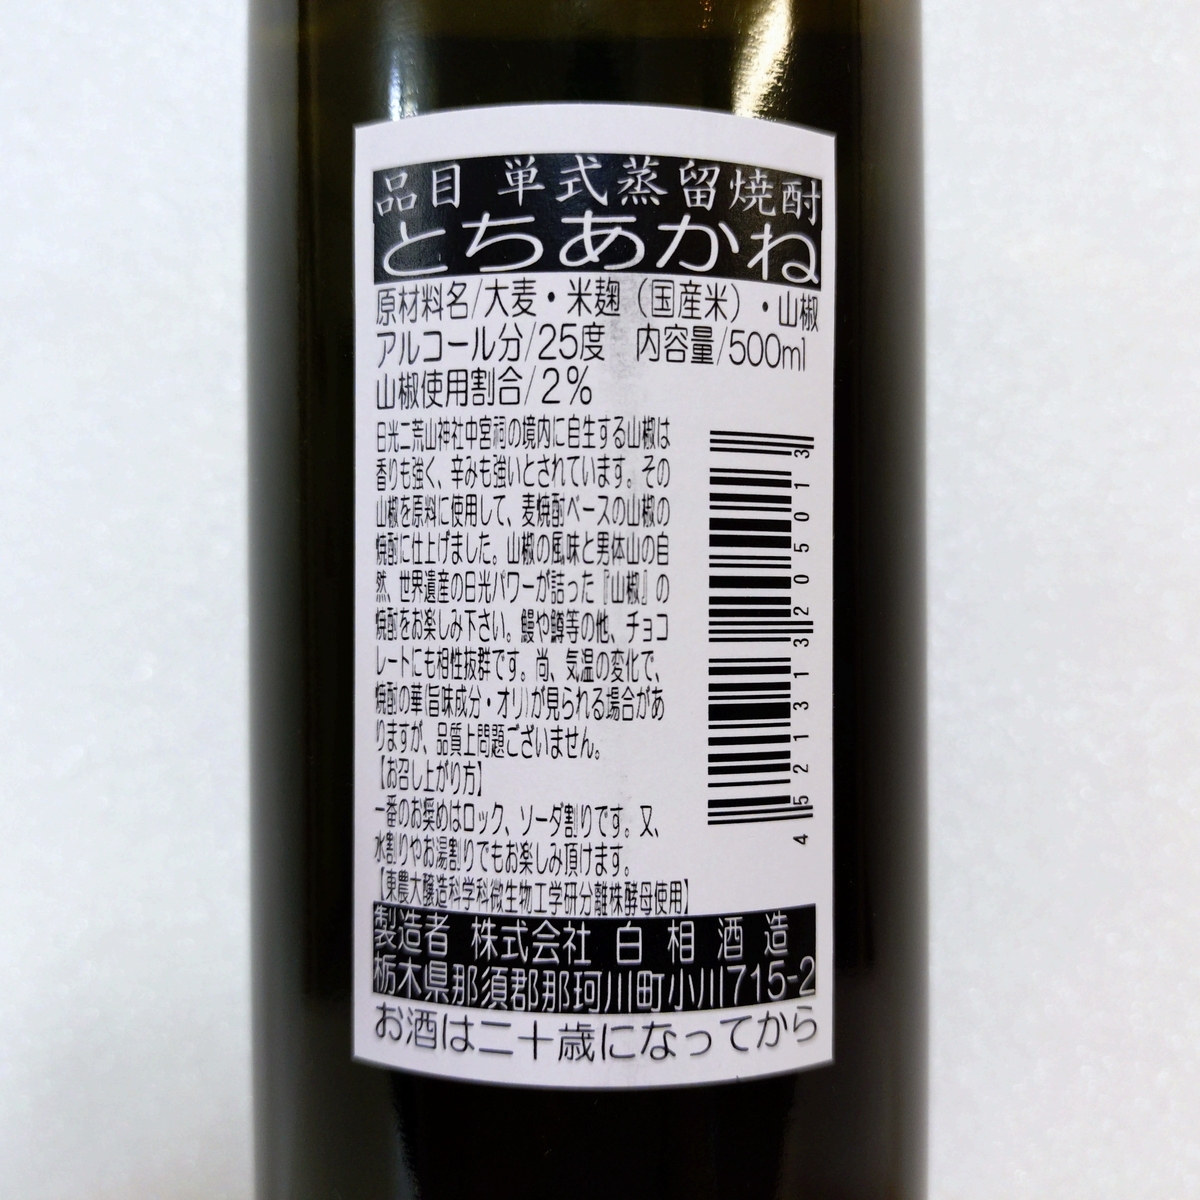 品目 単式蒸留焼酎
とちあかね
原材料名/大麦・米麹（国産米）・山椒
アルコール分/25度 内容量/500ml
山椒使用割合/2％
日光二荒山神社中宮祠の境内に自生する山椒は
香りも強く、辛みも強いとされています。その
山椒を原料に使用して、麦焼酎ベースの山椒の
焼酎に仕上げました。山椒の風味と男体山の自
然、世界遺産の日光パワーが詰った『山椒』の
焼酎をお楽しみ下さい。鰻や鱒等の他、チョコ
レートにも相性抜群です。尚、気温の変化で、
焼酎の華(旨味成分・オリ)が見られる場合があ
りますが、品質上問題ございません。
【お召し上がり方】
一番のお奨めはロック、ソーダ割りです。又、
水割りやお湯割りでもお楽しみ頂けます。
【東農大醸造科学科微生物工学研分離株酵母使用】
4 521313 205013
製造者 株式会社 白相酒造
栃木県那須郡那珂川町小川715-2
お酒は二十歳になってから